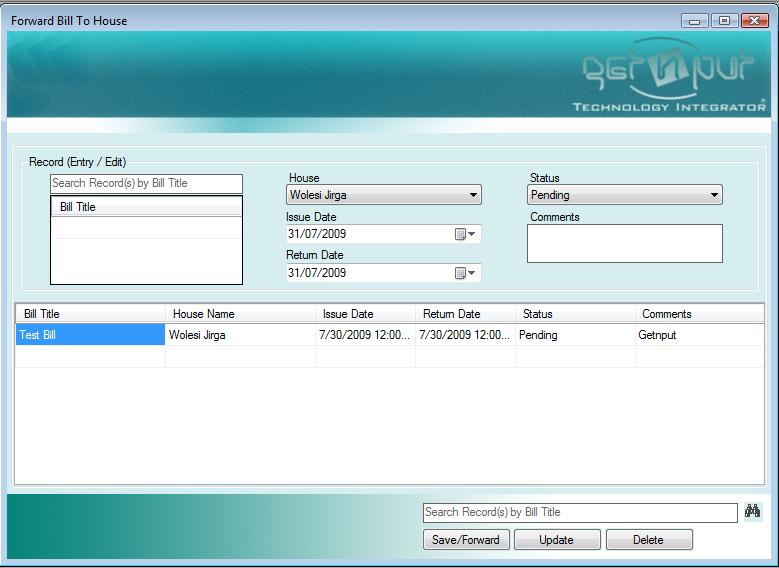 Forward Bill To House
GETNPUT
TECHNOLOGY INTEGRATOR
Record (Entry / Edit)
Search Record(s) by Bill Title
Bill Title
House
Wolesi Jirga
Issue Date
31/07/2009
Return Date
31/07/2009
Status
Pending
Comments
Bill Title House Name Issue Date Return Date Status Comments
Test Bill Wolesi Jirga 7/30/2009 12:00... 7/30/2009 12:00... Pending Getnput
Search Record(s) by Bill Title
Save/Forward Update Delete